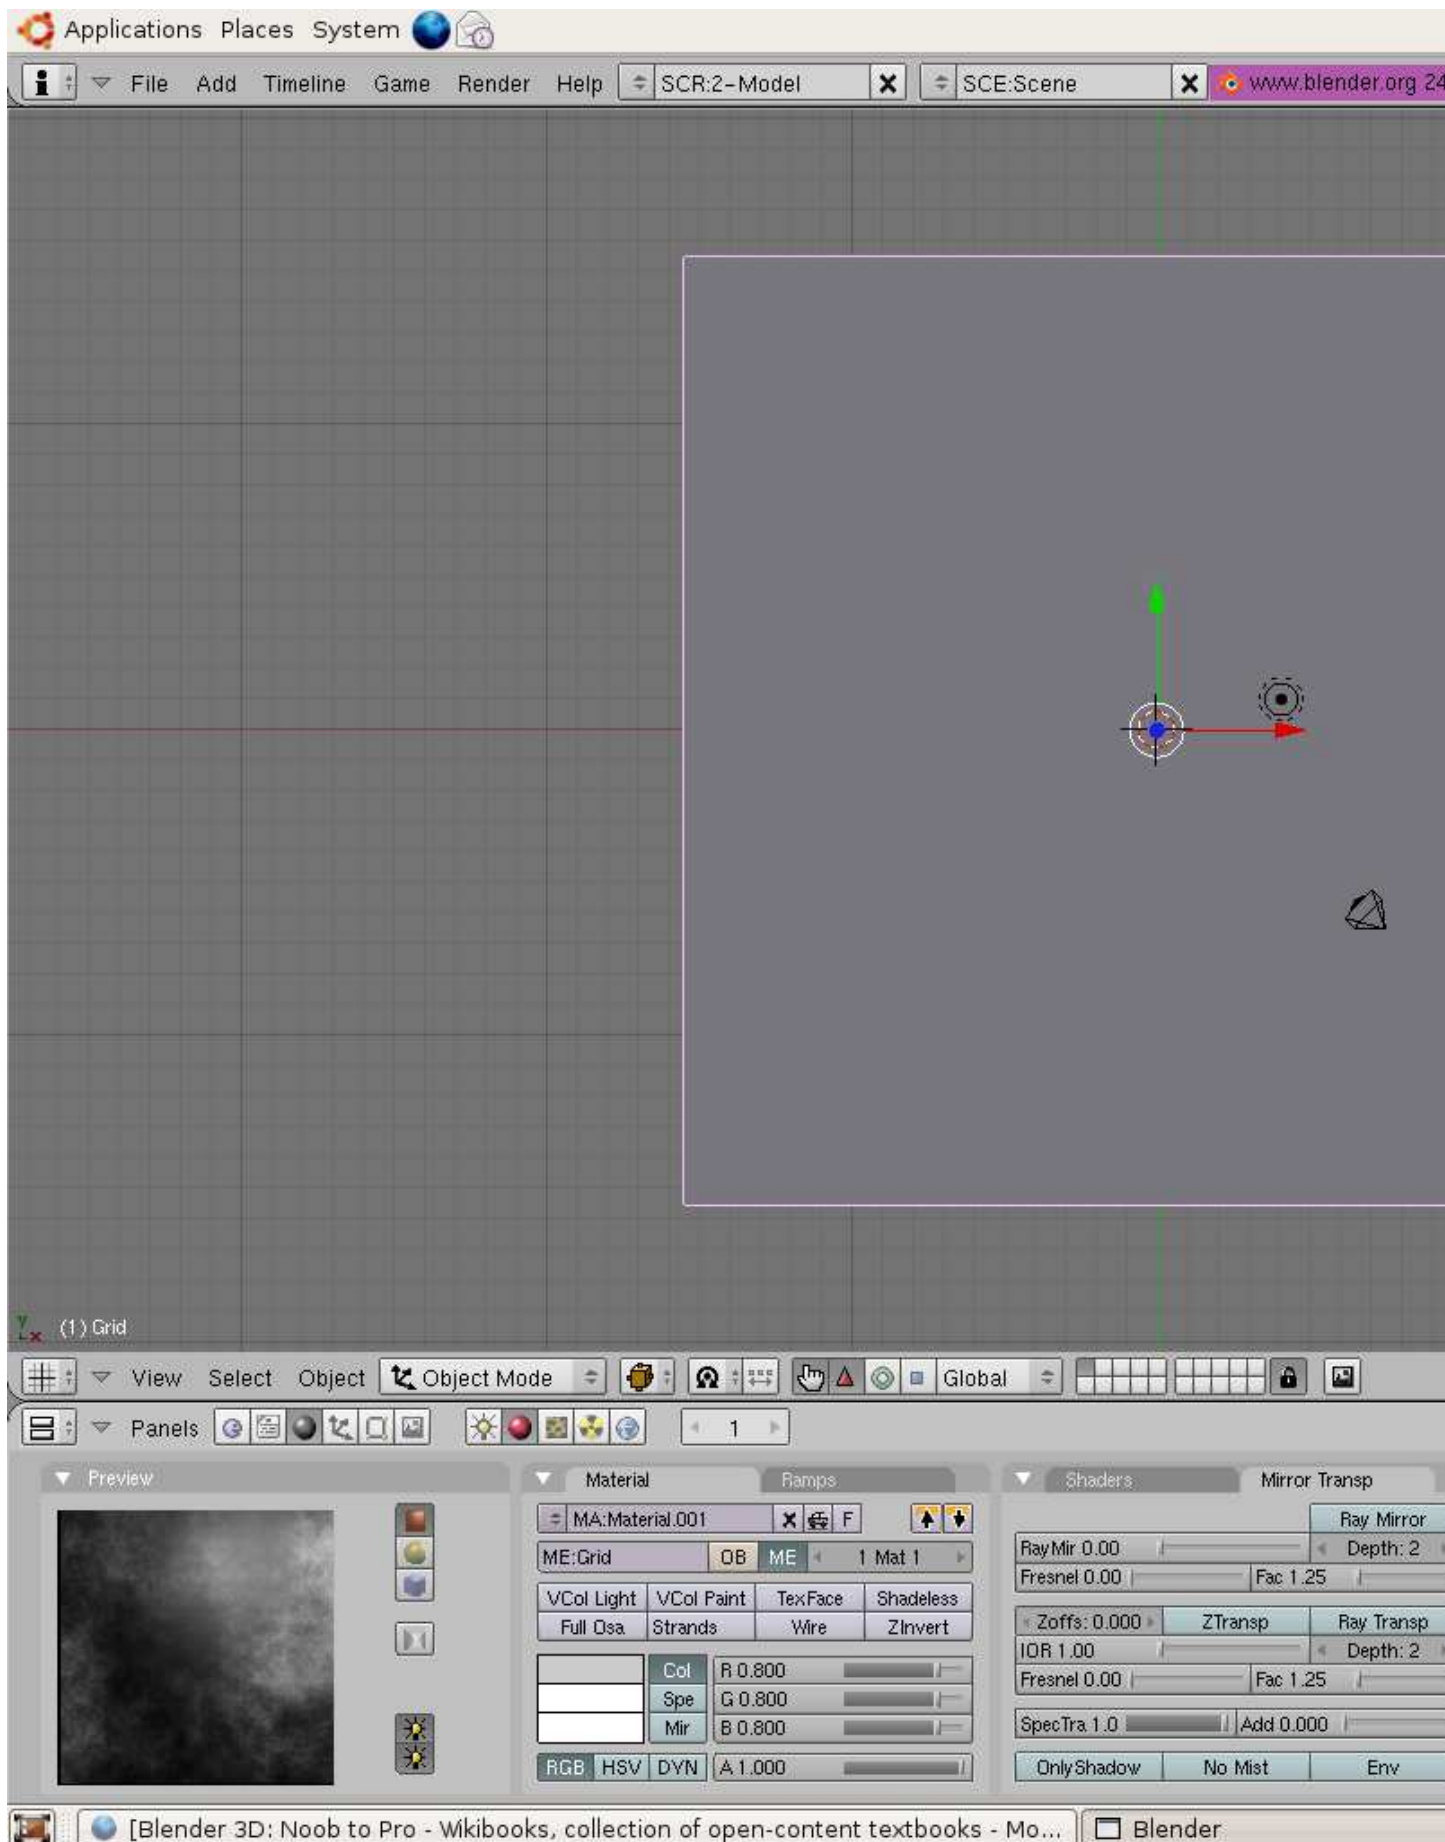 Applications Places System
File Add Timeline Game Render Help SCR:2-Model SCE:Scene www.blender.org 24
(1) Grid
View Select Object Object Mode Global
Panels 1
Preview Material Ramps Shaders Mirror Transp
MA:Material.001 F Ray Mirror
ME:Grid OB ME 1 Mat 1 RayMir 0.00 Depth: 2
Fresnel 0.00 Fac 1.25
VCol Light VCol Paint TexFace Shadeless
Full Osa Strands Wire ZInvert Zoffs: 0.000 ZTransp Ray Transp
IOR 1.00 Depth: 2
Col R 0.800 Fresnel 0.00 Fac 1.25
Spe G 0.800
Mir B 0.800 SpecTra 1.0 Add 0.000
RGB HSV DYN A 1.000 OnlyShadow No Mist Env
[Blender 3D: Noob to Pro - Wikibooks, collection of open-content textbooks - Mo... Blender